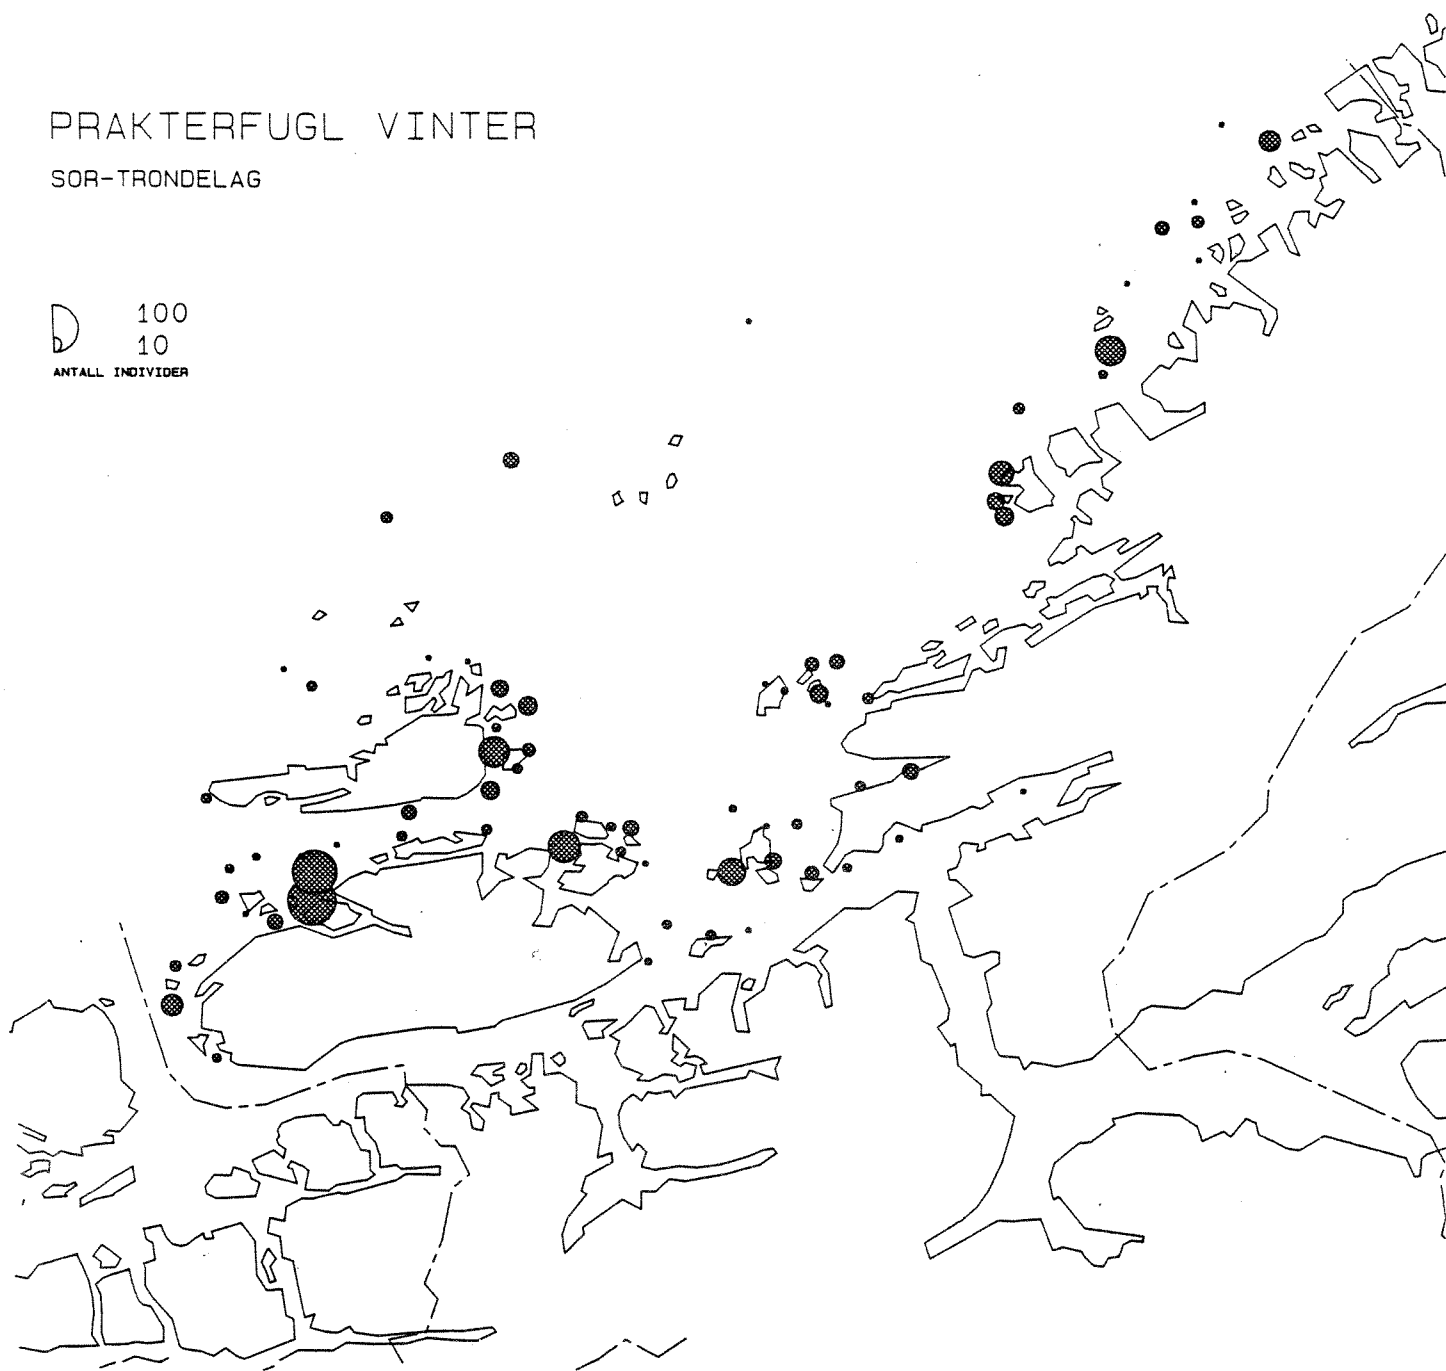 PRAKTERFUGL VINTER
SOR-TRONDELAG
100
10
ANTALL INDIVIDER